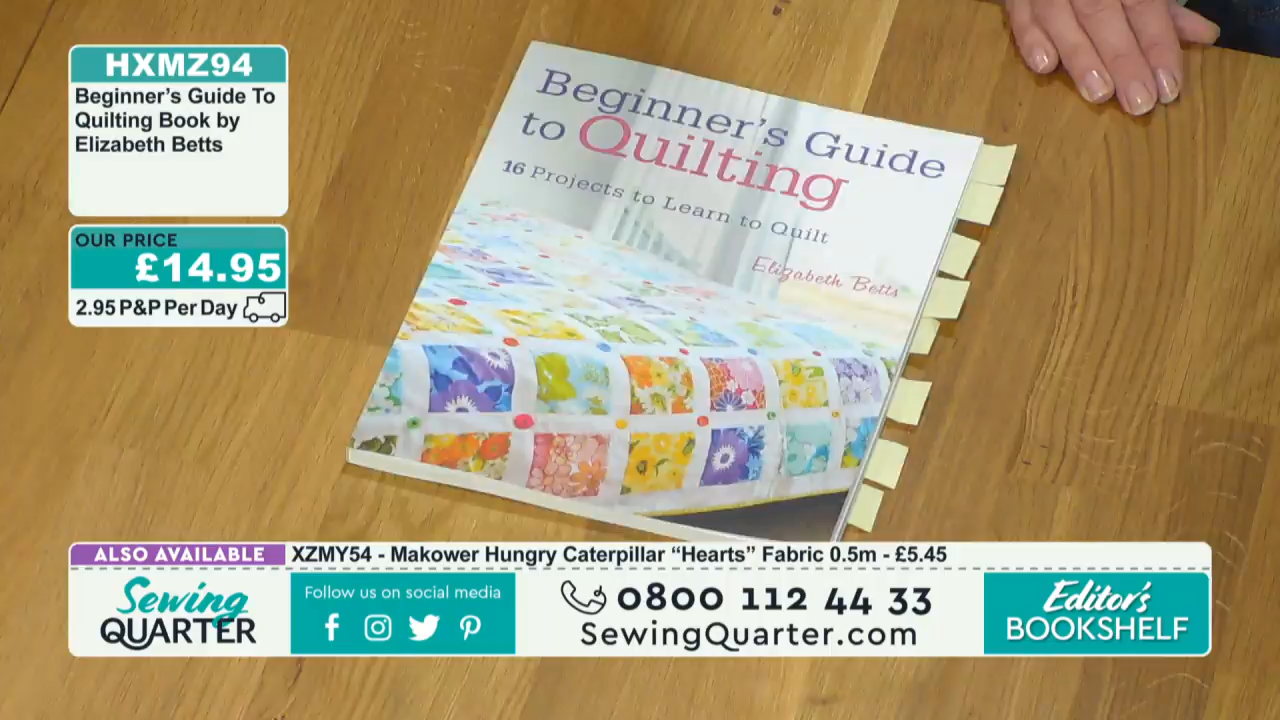 HXMZ94
Beginner's Guide To
Quilting Book by
Elizabeth Betts
OUR PRICE
£14.95
2.95 P&P Per Day
Beginner's Guide
to Quilting
16 Projects to Learn to Quilt
Elizabeth Betts
ALSO AVAILABLE XZMY54 - Makower Hungry Caterpillar “Hearts” Fabric 0.5m - £5.45
Sewing
QUARTER
Follow us on social media
0800 112 44 33
SewingQuarter.com
Editor's
BOOKSHELF